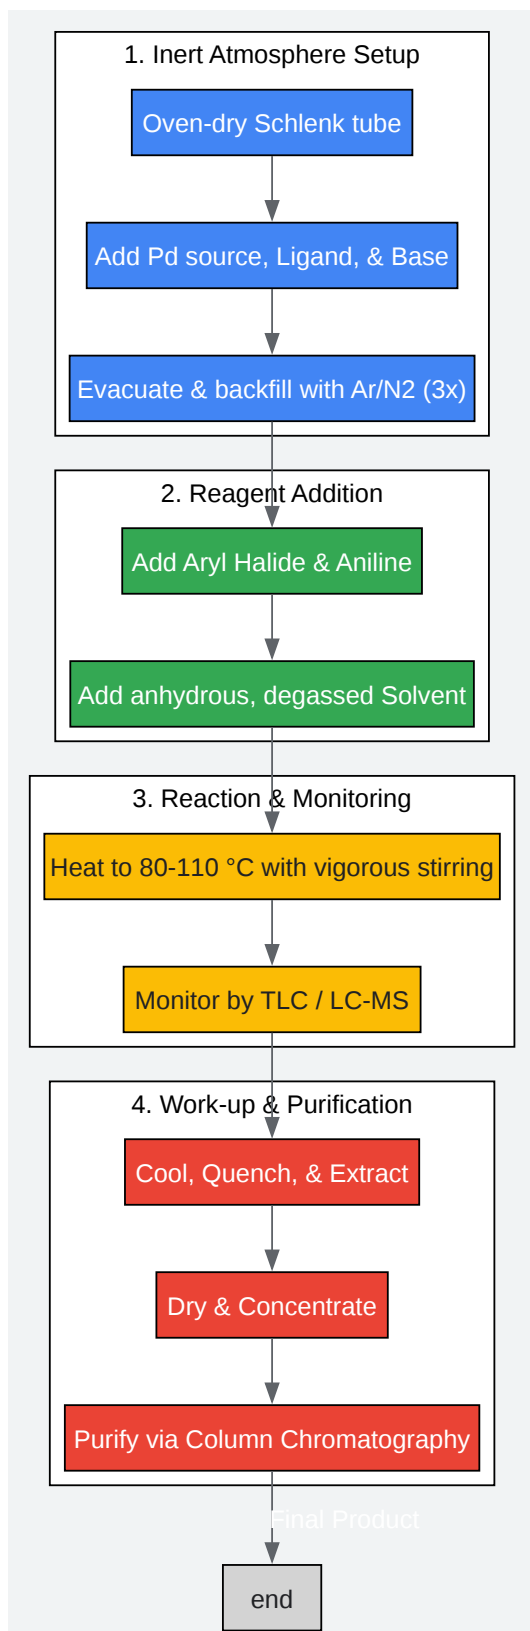 1. Inert Atmosphere Setup
Oven-dry Schlenk tube
Add Pd source, Ligand, & Base
Evacuate & backfill with Ar/N2 (3x)
2. Reagent Addition
Add Aryl Halide & Aniline
Add anhydrous, degassed Solvent
3. Reaction & Monitoring
Heat to 80-110 °C with vigorous stirring
Monitor by TLC / LC-MS
4. Work-up & Purification
Cool, Quench, & Extract
Dry & Concentrate
Purify via Column Chromatography
Final Product
end